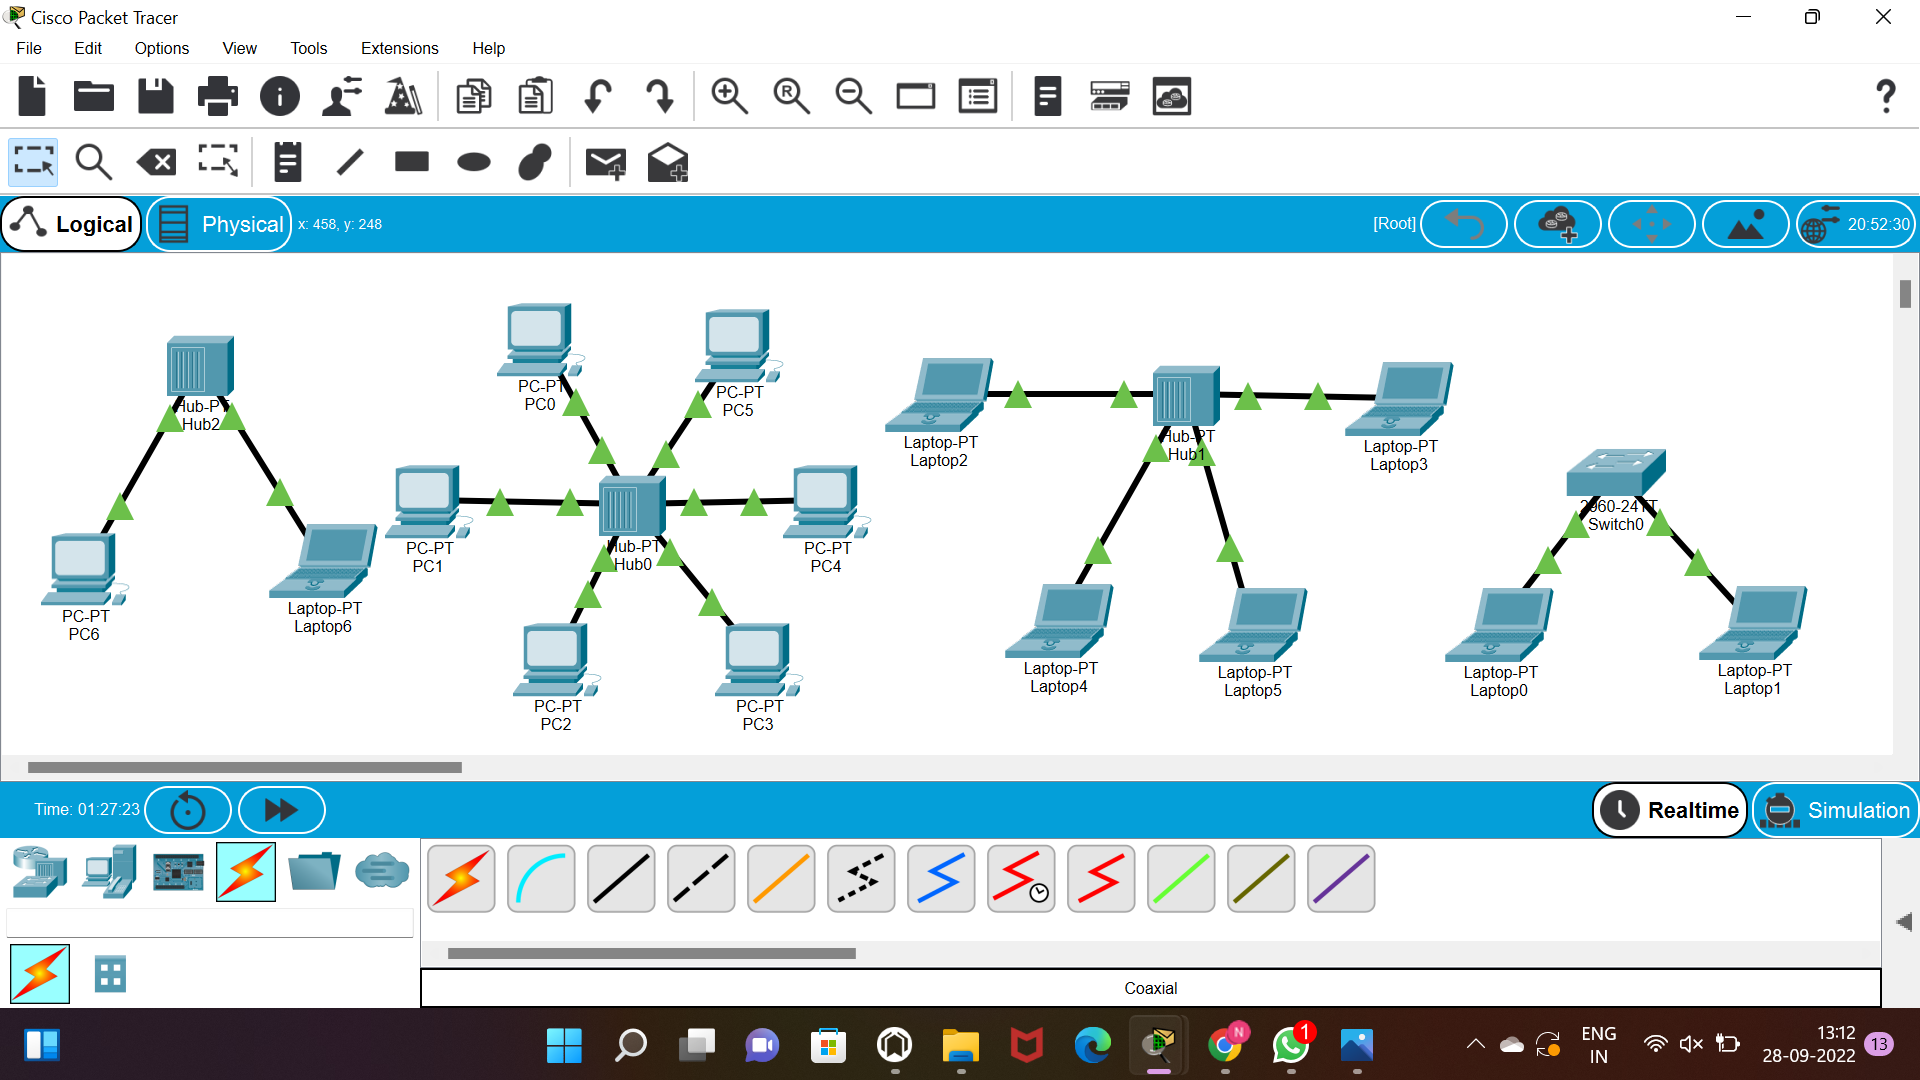 Cisco Packet Tracer
File Edit Options View Tools Extensions Help
R
?
Logical Physical x: 458, y: 248 [Root] 20:52:30
Hub-PT
Hub2
PC-PT
PC6
Laptop-PT
Laptop6
PC-PT
PC0
PC-PT
PC5
PC-PT
PC1
Hub-PT
Hub0
PC-PT
PC4
PC-PT
PC2
PC-PT
PC3
Laptop-PT
Laptop2
Hub-PT
Hub1
Laptop-PT
Laptop3
Laptop-PT
Laptop4
Laptop-PT
Laptop5
2960-24TT
Switch0
Laptop-PT
Laptop0
Laptop-PT
Laptop1
Time: 01:27:23 Realtime Simulation
Coaxial
N
1
ENG
IN
13:12
28-09-2022
13